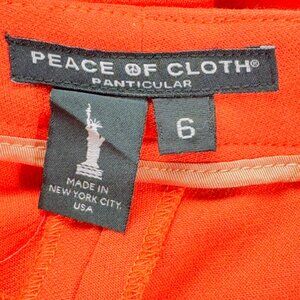 PEACE OF CLOTH®
PANTICULAR
6
MADE IN
NEW YORK CITY
USA